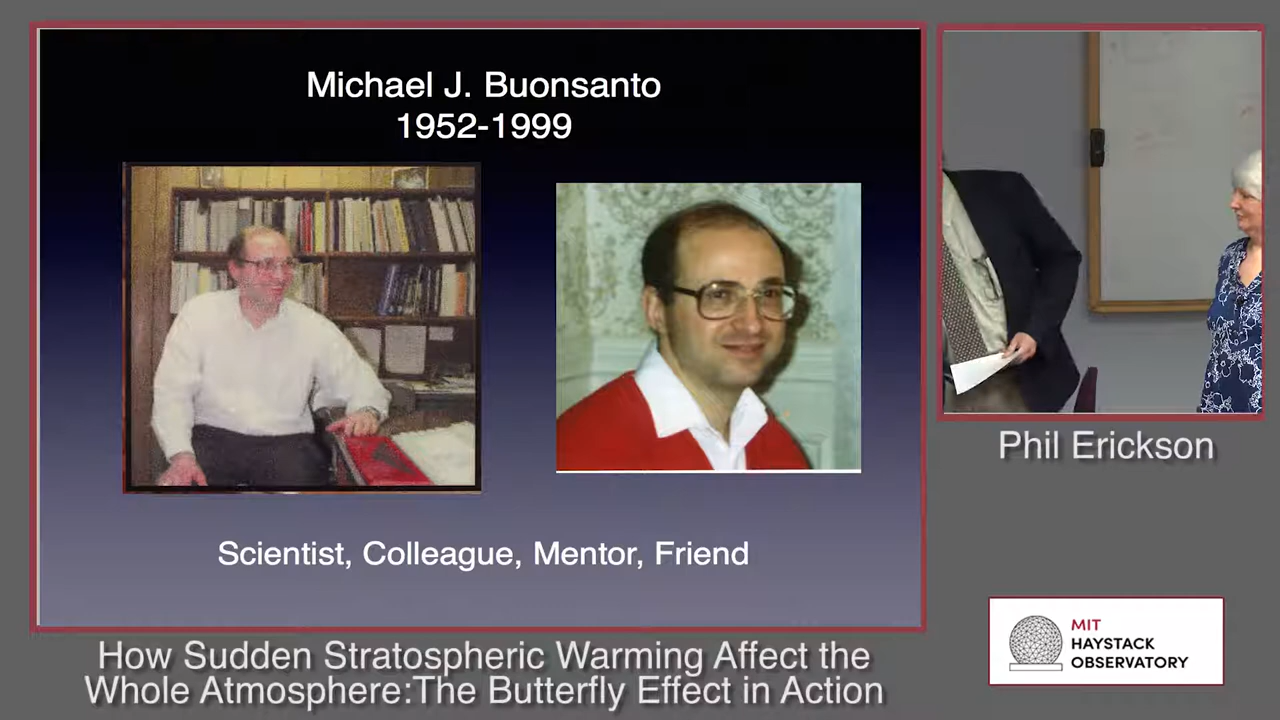 Michael J. Buonsanto
1952-1999
Scientist, Colleague, Mentor, Friend
Phil Erickson
How Sudden Stratospheric Warming Affect the
Whole Atmosphere:The Butterfly Effect in Action
MIT
HAYSTACK
OBSERVATORY